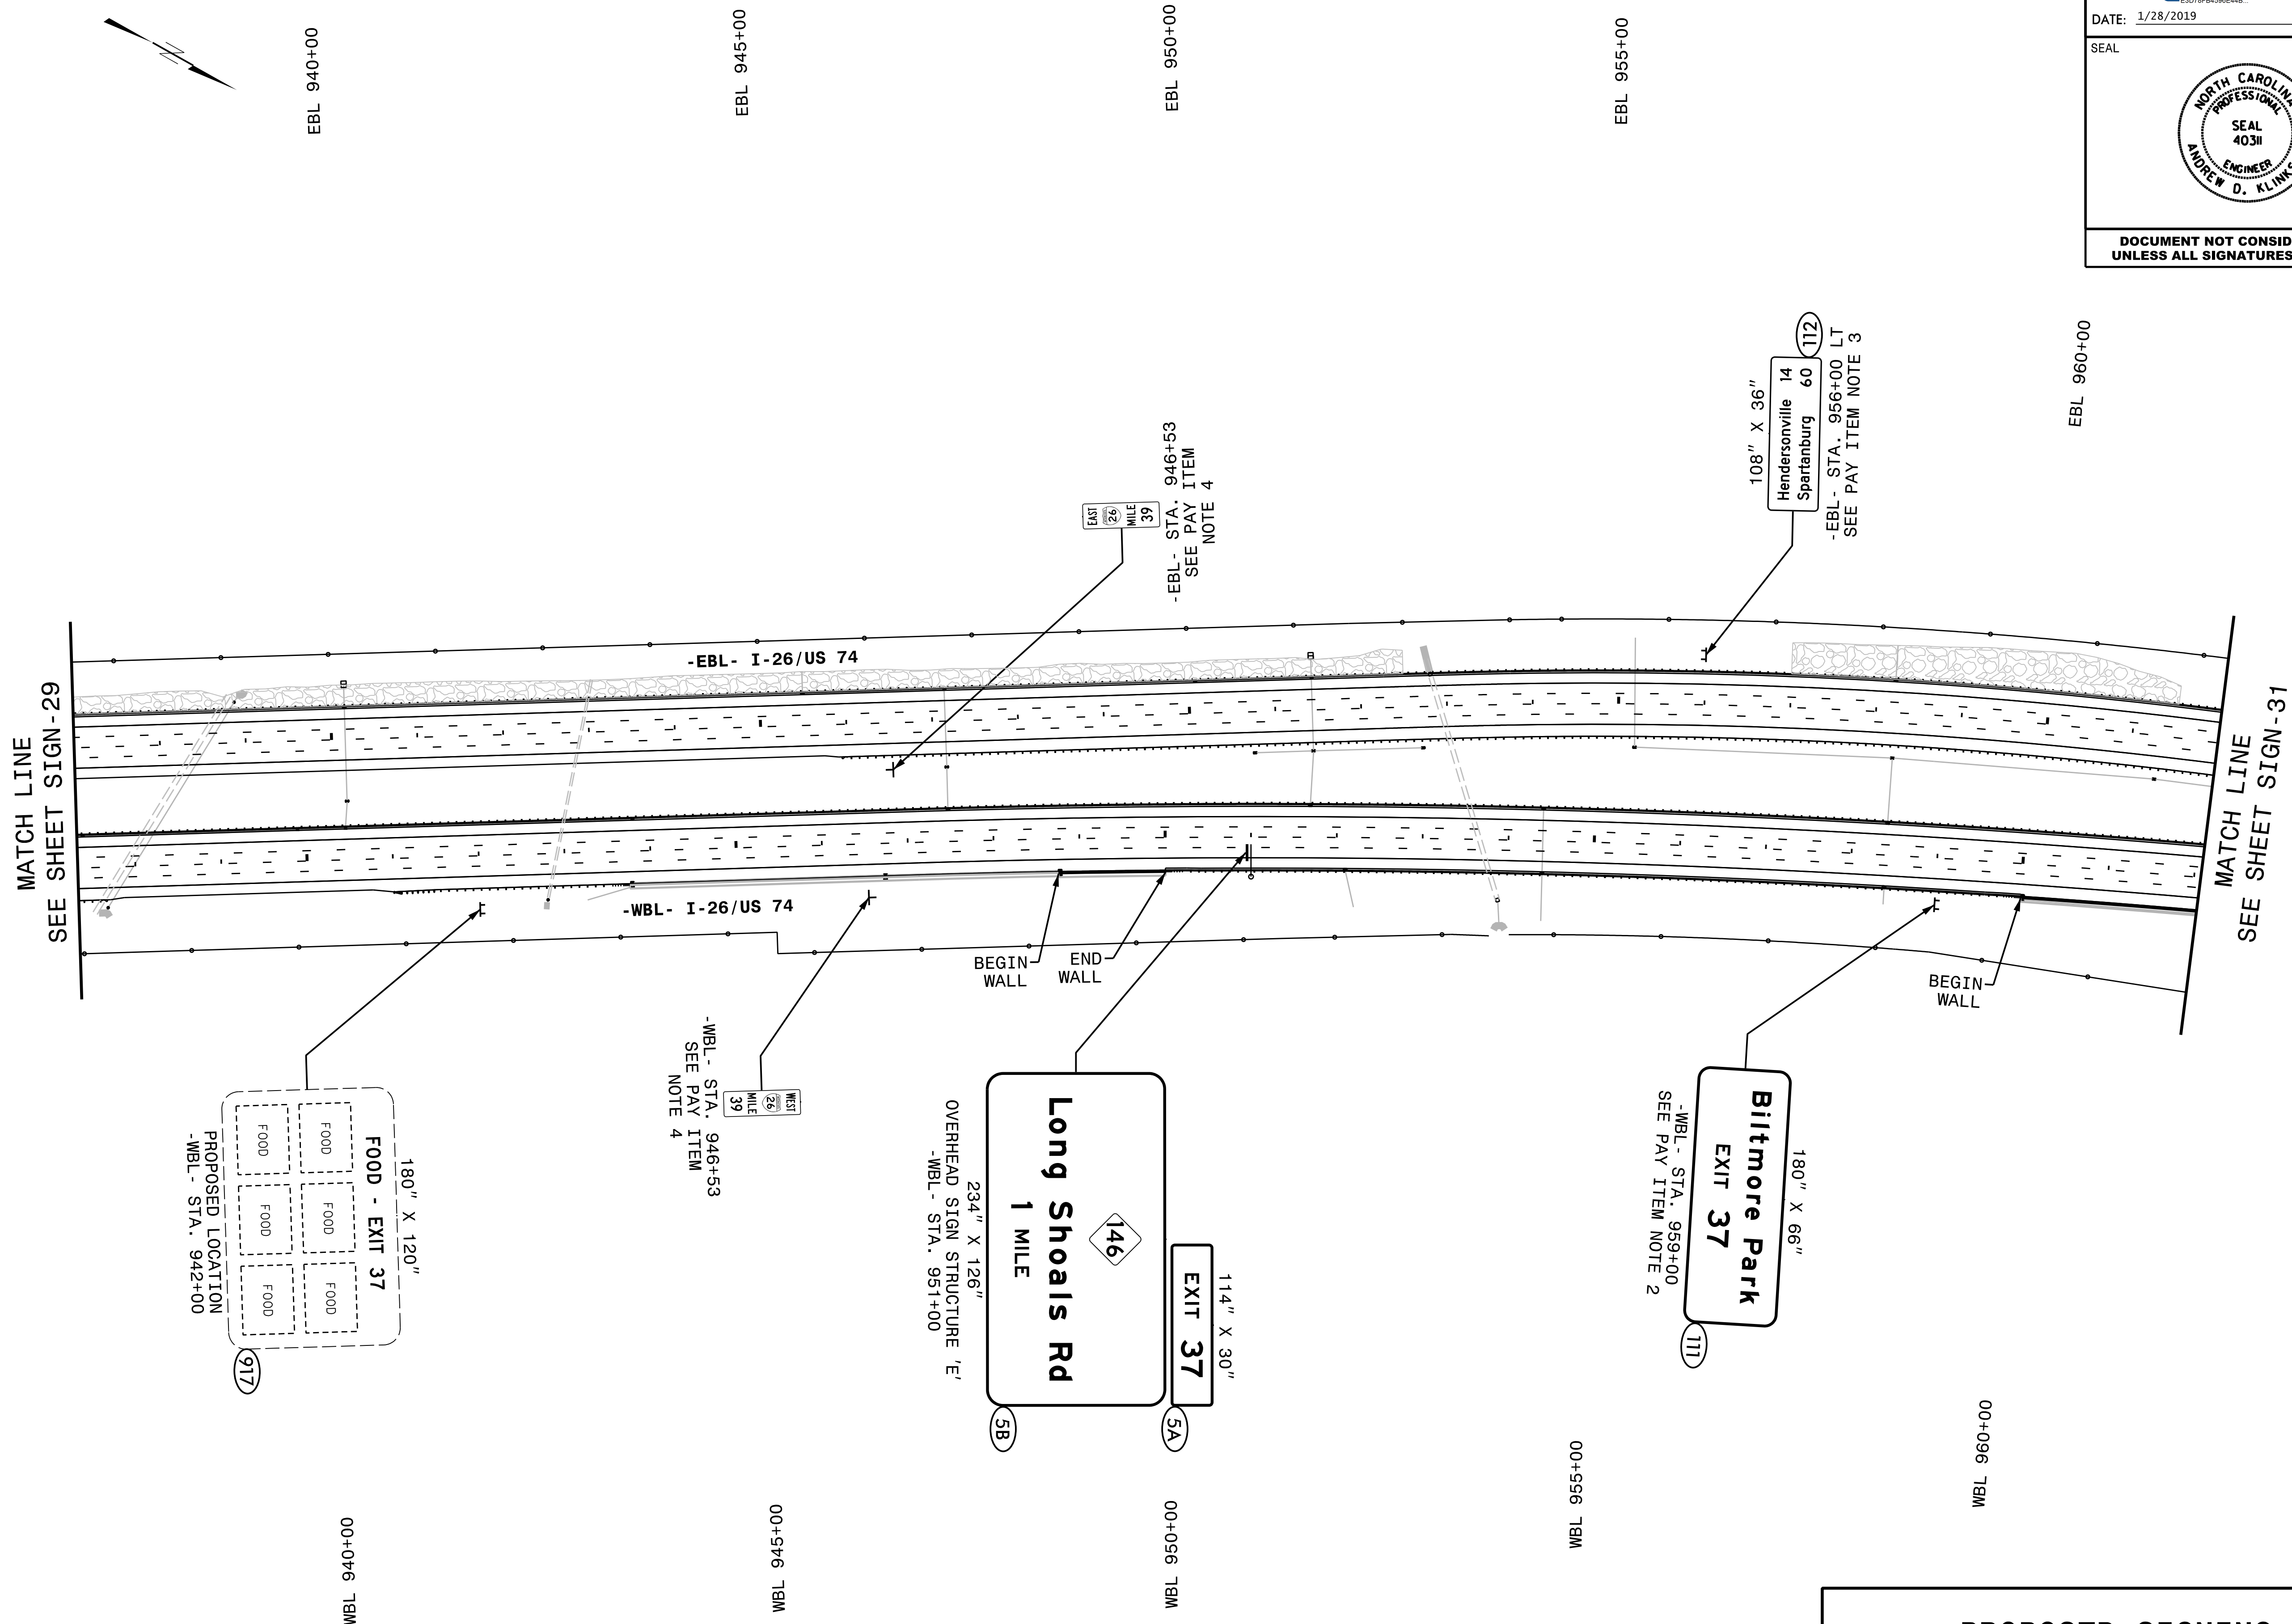 EBL 940+00
EBL 945+00
EBL 950+00
EBL 955+00
EBL 960+00
N
DATE: 1/28/2019
SEAL
NORTH CAROLINA
PROFESSIONAL
SEAL
40311
ENGINEER
ANDREW D.
DOCUMENT NOT
UNLESS ALL SIGNATURES
112
108" X 36"
Hendersonville 14
Spartanburg 60
-EBL- STA. 956+00 LT
SEE PAY ITEM NOTE 3
EAST
26
MILE
39
-EBL- STA. 946+53
SEE PAY ITEM
NOTE 4
MATCH LINE
SEE SHEET SIGN-29
-EBL- I-26/US 74
-WBL- I-26/US 74
MATCH LINE
SEE SHEET SIGN-31
BEGIN
WALL
END
WALL
BEGIN
WALL
180" X 120"
FOOD - EXIT 37
FOOD
FOOD
FOOD
FOOD
FOOD
FOOD
PROPOSED LOCATION
-WBL- STA. 942+00
917
WEST
26
MILE
39
-WBL- STA. 946+53
SEE PAY ITEM
NOTE 4
114" X 30"
EXIT 37
5A
146
Long Shoals Rd
1 MILE
5B
234" X 126"
OVERHEAD SIGN STRUCTURE 'E'
-WBL- STA. 951+00
180" X 66"
Biltmore Park
EXIT 37
-WBL- STA. 959+00
SEE PAY ITEM NOTE 2
111
WBL 940+00
WBL 945+00
WBL 950+00
WBL 955+00
WBL 960+00